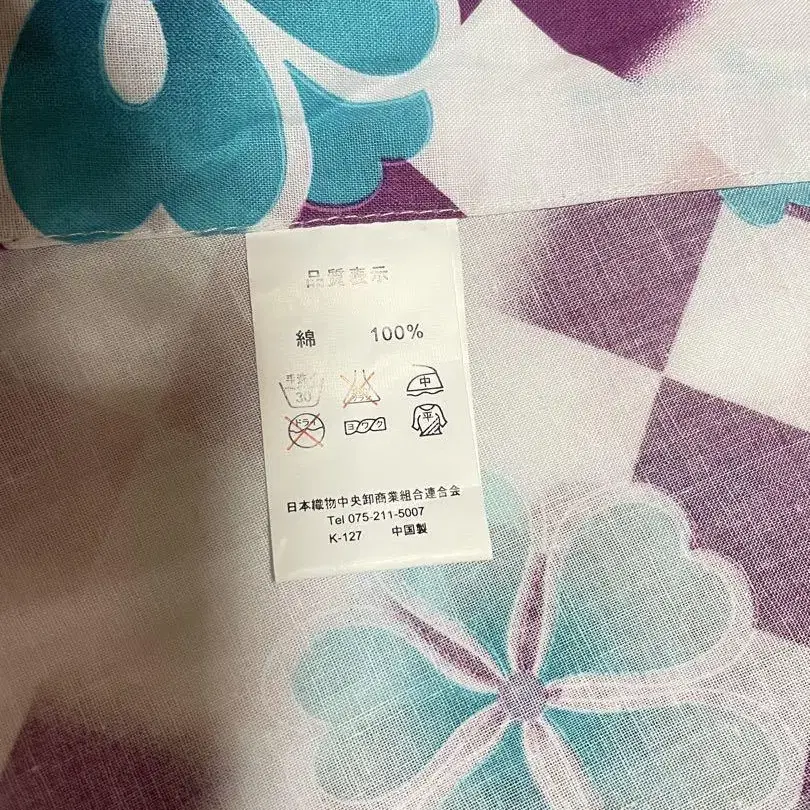 品質表示
綿 100%
手洗イ エンソサラシ 中
30
ドライ ヨワク 平
日本織物中央卸商業組合連合会
Tel 075-211-5007
K-127 中国製